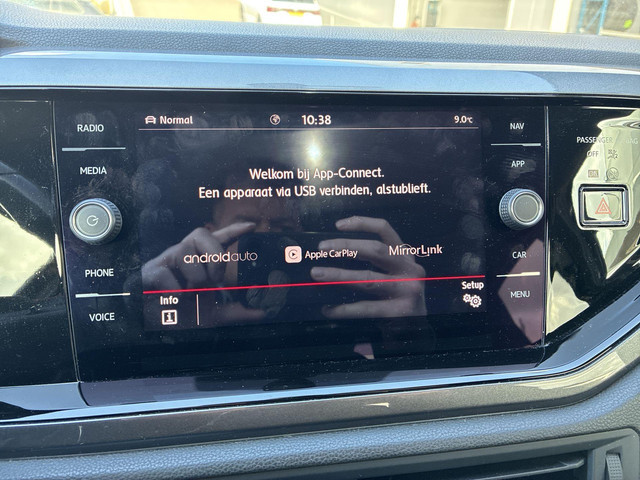 Normal 10:38 9.0°C
Welkom bij App-Connect.
Een apparaat via USB verbinden, alstublieft.
androidauto Apple CarPlay MirrorLink
Info
Setup
RADIO
MEDIA
PHONE
VOICE
NAV
APP
CAR
MENU
PASSENGER
OFF